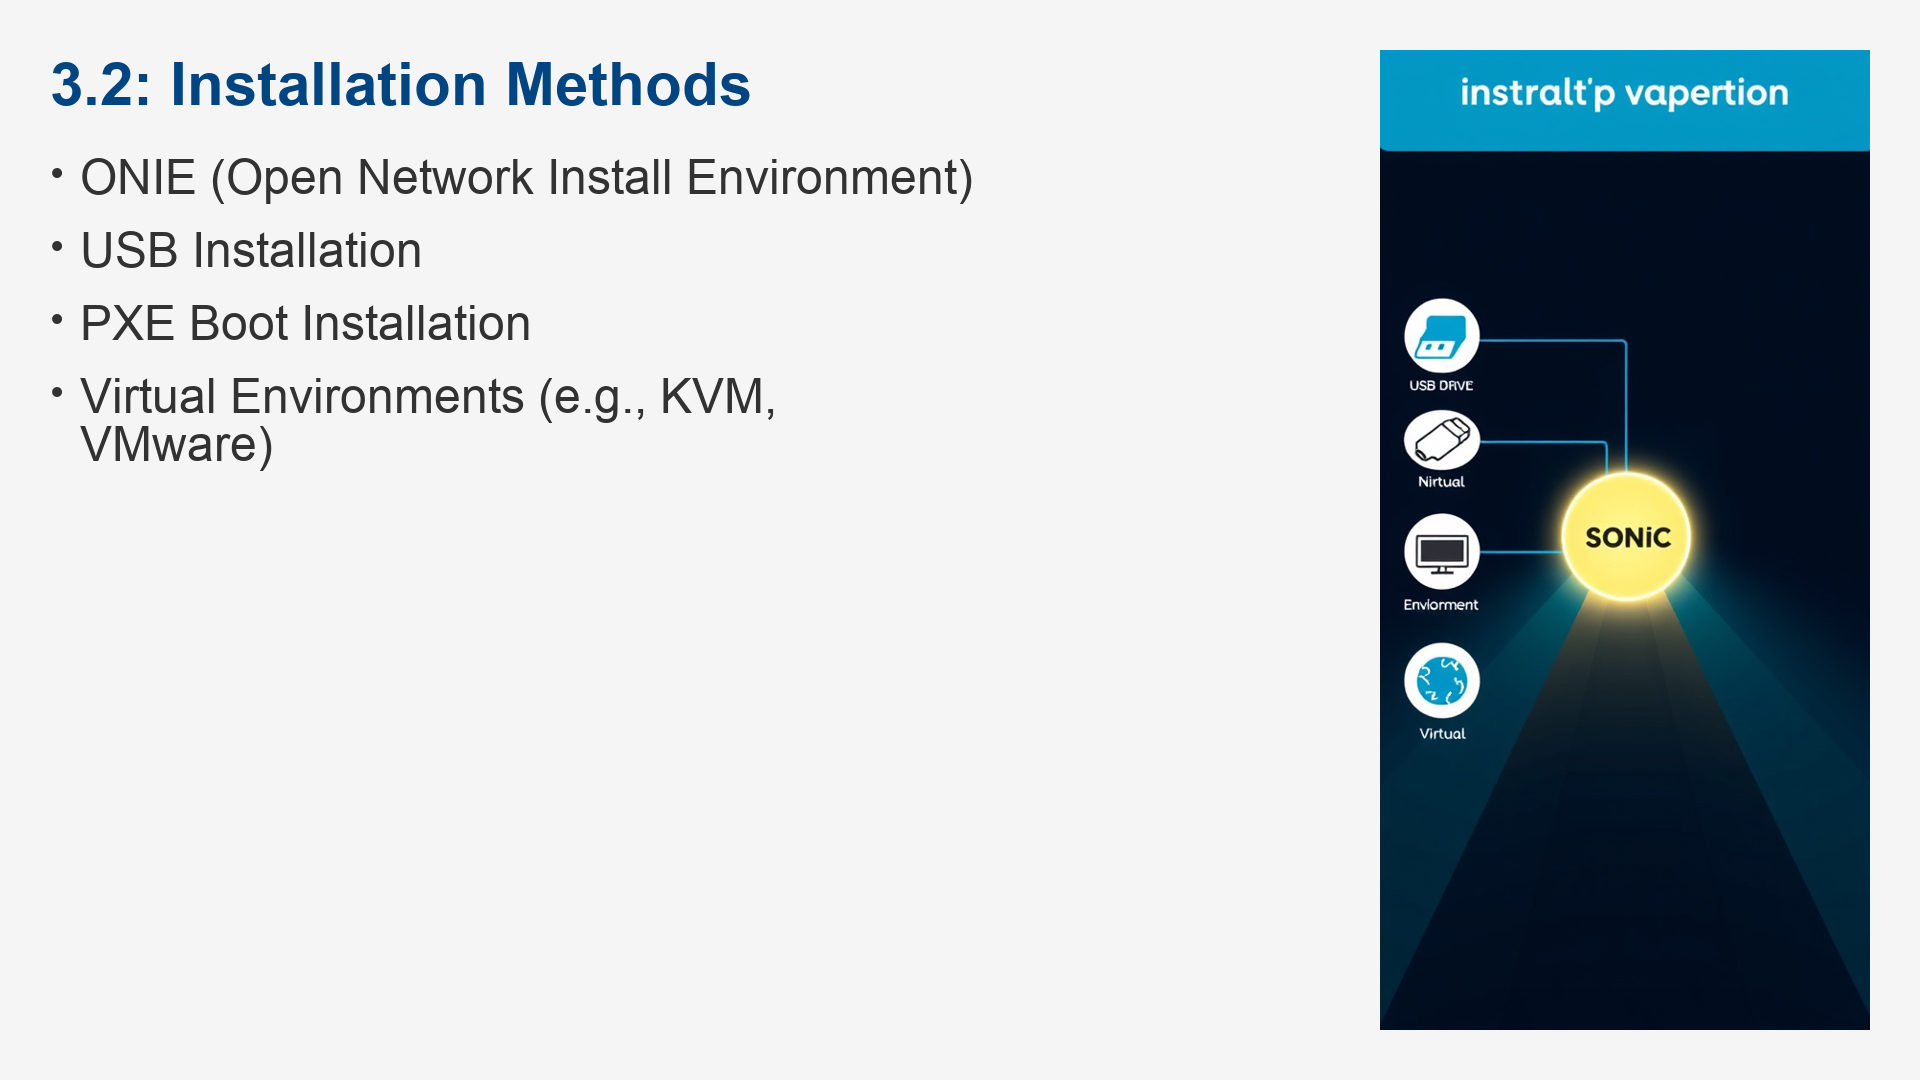 3.2: Installation Methods
• ONIE (Open Network Install Environment)
• USB Installation
• PXE Boot Installation
• Virtual Environments (e.g., KVM,
VMware)
instralt'p vapertion
USB DRVE
Nirtual
SONiC
Enviorment
Virtual